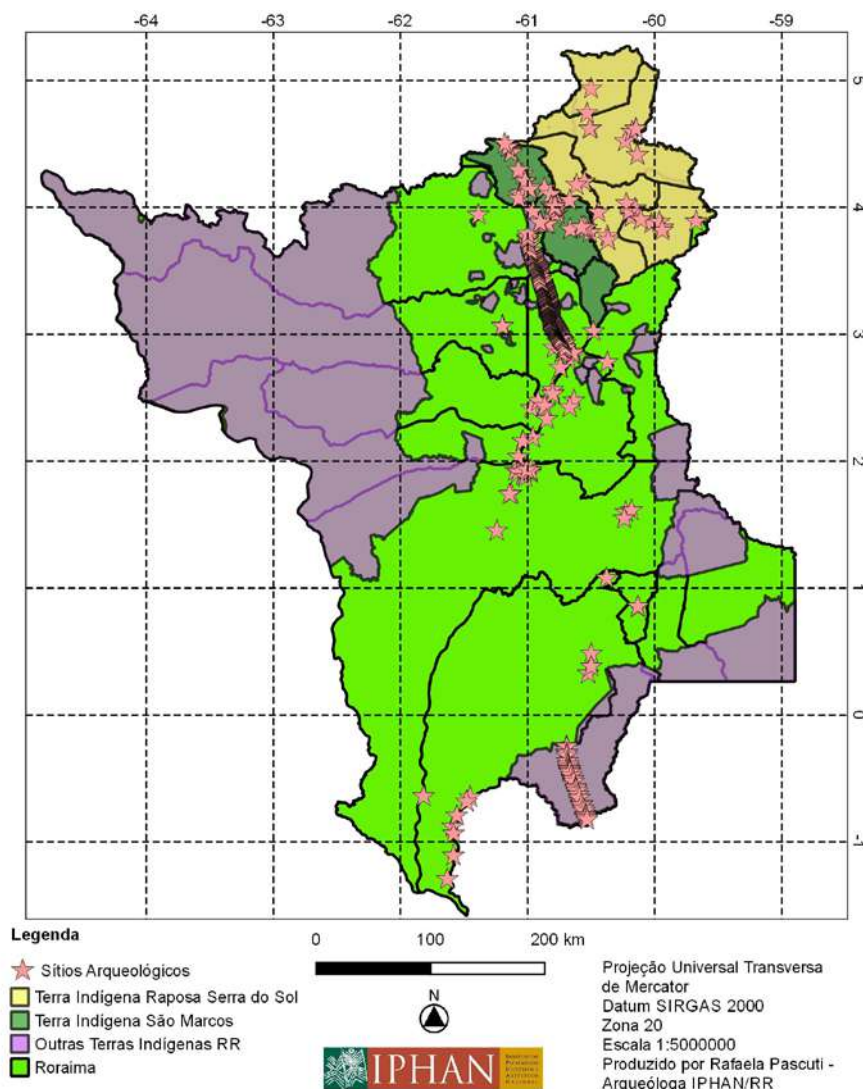 -64 -63 -62 -61 -60 -59
5
4
3
2
1
0
-1
Legenda
Sítios Arqueológicos
Terra Indígena Raposa Serra do Sol
Terra Indígena São Marcos
Outras Terras Indígenas RR
Roraima
0 100 200 km
N
IPHAN
Projeção Universal Transversa
de Mercator
Datum SIRGAS 2000
Zona 20
Escala 1:5000000
Produzido por Rafaela Pascuti -
Arqueóloga IPHAN/RR